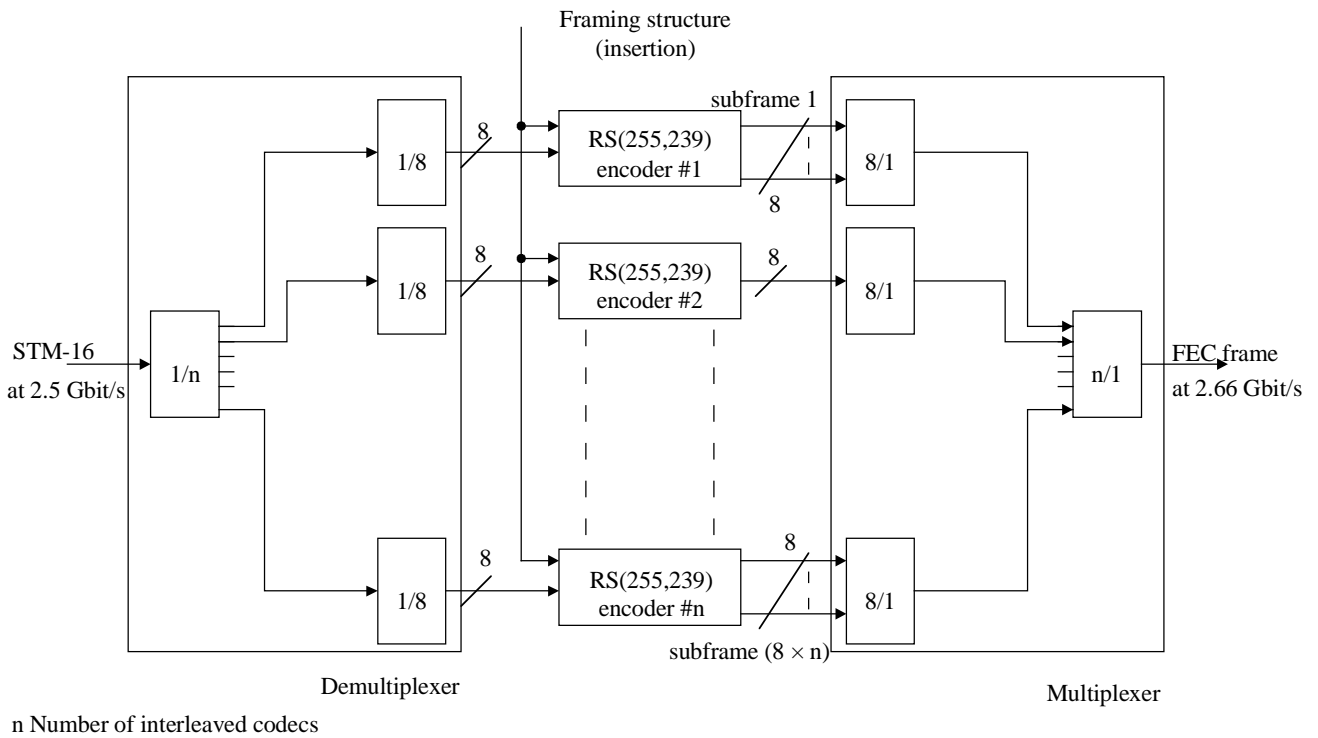 Framing structure
(insertion)
subframe 1
8
RS(255,239)
encoder #1
1/8
8/1
8
8
RS(255,239)
encoder #2
8
1/8
8/1
STM-16
at 2.5 Gbit/s
1/n
n/1
FEC frame
at 2.66 Gbit/s
8
RS(255,239)
encoder #n
8
1/8
8/1
subframe (8 × n)
Demultiplexer
Multiplexer
n Number of interleaved codecs